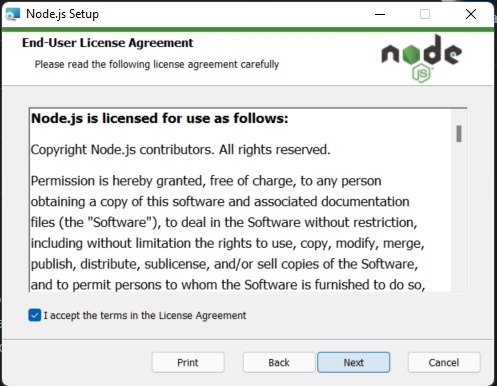 Node.js Setup
End-User License Agreement
Please read the following license agreement carefully
node
JS
Node.js is licensed for use as follows:
Copyright Node.js contributors. All rights reserved.
Permission is hereby granted, free of charge, to any person
obtaining a copy of this software and associated documentation
files (the "Software"), to deal in the Software without restriction,
including without limitation the rights to use, copy, modify, merge,
publish, distribute, sublicense, and/or sell copies of the Software,
and to permit persons to whom the Software is furnished to do so,
I accept the terms in the License Agreement
Print Back Next Cancel